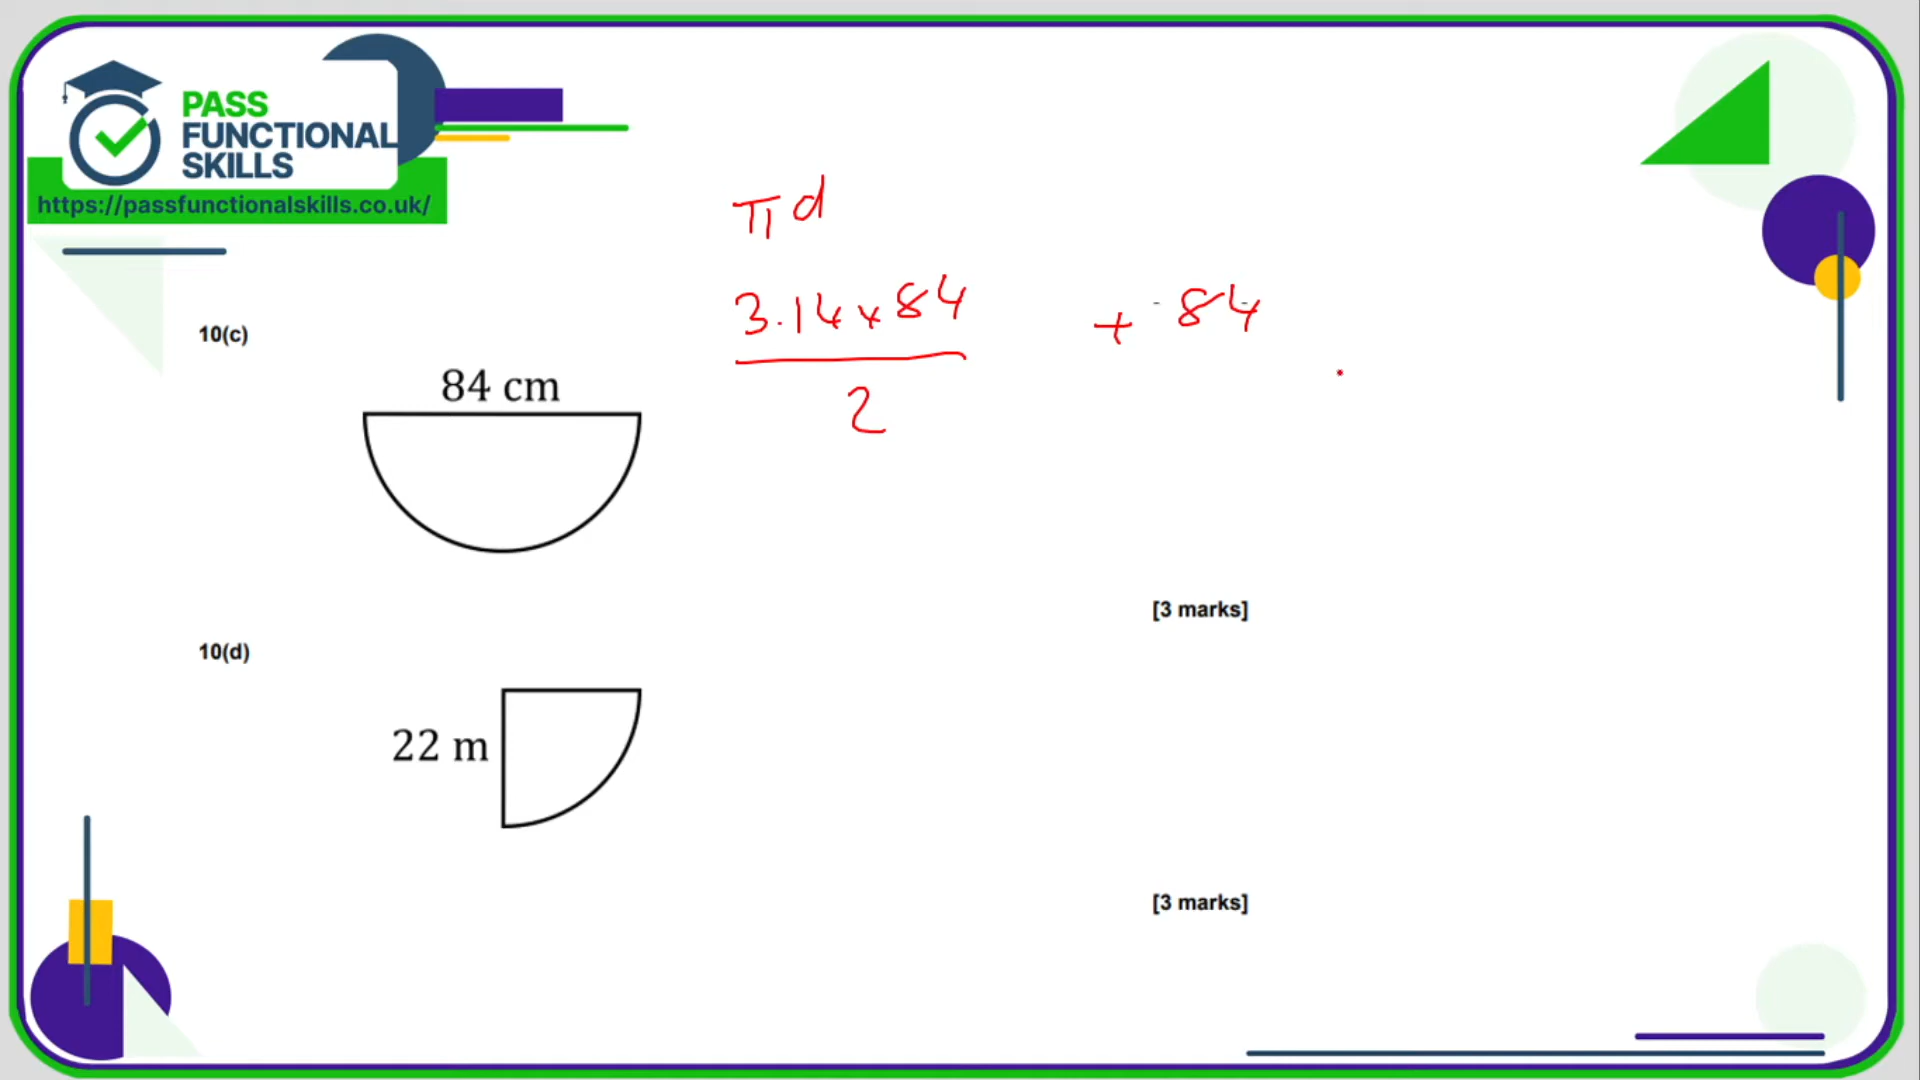 PASS
FUNCTIONAL
SKILLS
https://passfunctionalskills.co.uk/
πd
3.14 x 84 + 84
2
10(c)
84 cm
[3 marks]
10(d)
22 m
[3 marks]